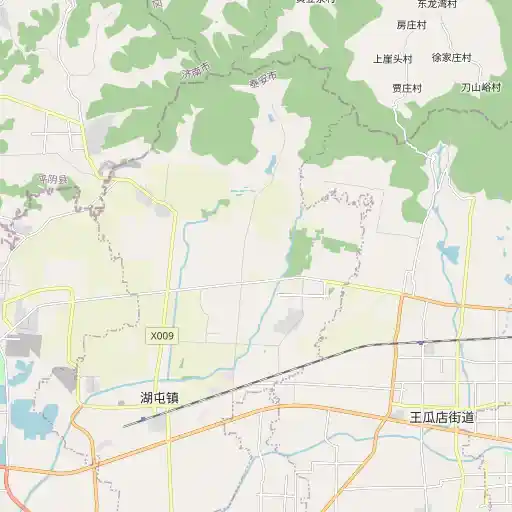 东龙湾村
房庄村
上崖头村
徐家庄村
贾庄村
刀山峪村
济南市
泰安市
平阴县
X009
湖屯镇
王瓜店街道